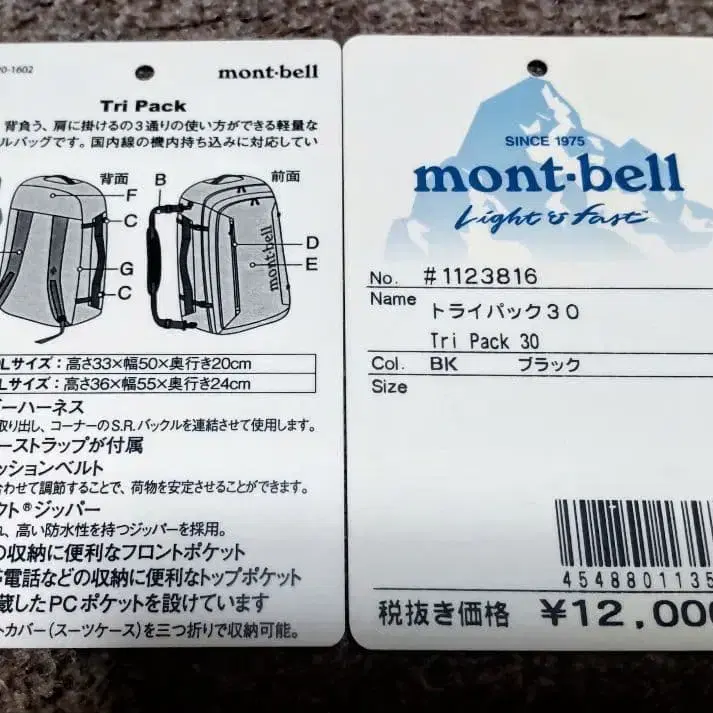 0-1602
mont·bell
Tri Pack
背負う、肩に掛けるの3通りの使い方ができる軽量な
ルバッグです。国内線の機内持ち込みに対応してい
背面
B
前面
F
C
D
E
G
C
mont·bell
Lサイズ：高さ33×幅50×奥行き20cm
Lサイズ：高さ36×幅55×奥行き24cm
ーハーネス
取り出し、コーナーのS.R.バックルを連結させて使用します。
ーストラップが付属
ッションベルト
合わせて調節することで、荷物を安定させることができます。
クト®ジッパー
れ、高い防水性を持つジッパーを採用。
の収納に便利なフロントポケット
帯電話などの収納に便利なトップポケット
蔵したPCポケットを設けています
トカバー（スーツケース）を三つ折りで収納可能。
SINCE 1975
mont·bell
Light & Fast™
No. #1123816
Name トライパック30
Tri Pack 30
Col. BK ブラック
Size
4548801135
税抜き価格 ¥12,000